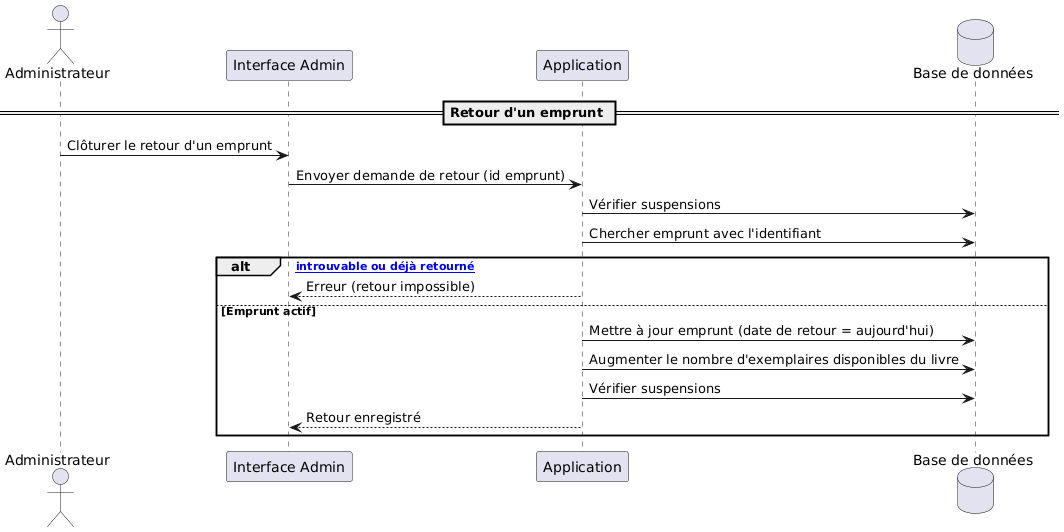 Administrateur
Interface Admin
Application
Base de données
Retour d'un emprunt
Clôturer le retour d'un emprunt
Envoyer demande de retour (id emprunt)
Vérifier suspensions
Chercher emprunt avec l'identifiant
alt
introuvable ou déjà retourné
Erreur (retour impossible)
[Emprunt actif]
Mettre à jour emprunt (date de retour = aujourd'hui)
Augmenter le nombre d'exemplaires disponibles du livre
Vérifier suspensions
Retour enregistré
Administrateur
Interface Admin
Application
Base de données